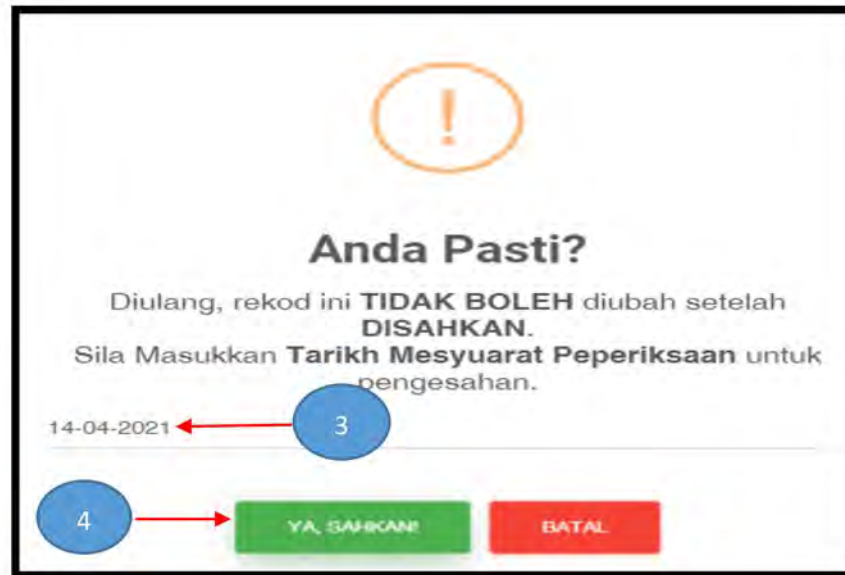 !
Anda Pasti?
Diulang, rekod ini TIDAK BOLEH diubah setelah
DISAHKAN.
Sila Masukkan Tarikh Mesyuarat Peperiksaan untuk
pengesahan.
14-04-2021
3
4
YA, SAHKAN!
BATAL